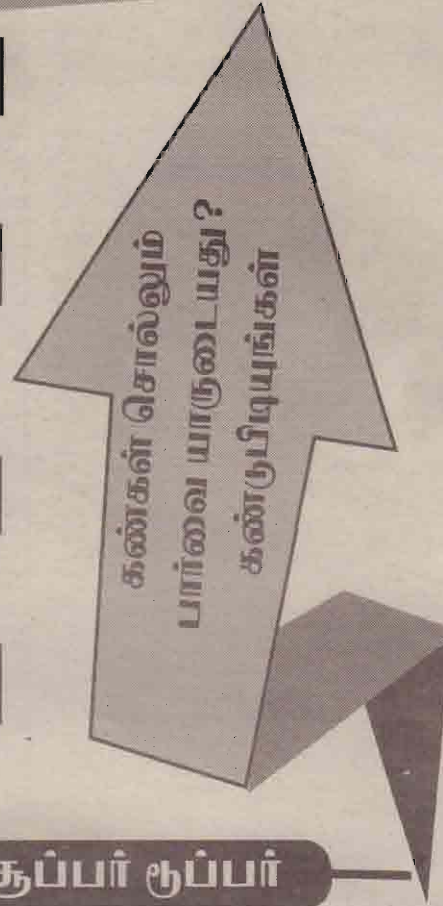 கண்கள் சொல்லும்
பார்வை யாருடையது?
கண்டுபிடியுங்கள்
சூப்பர் டூப்பர்